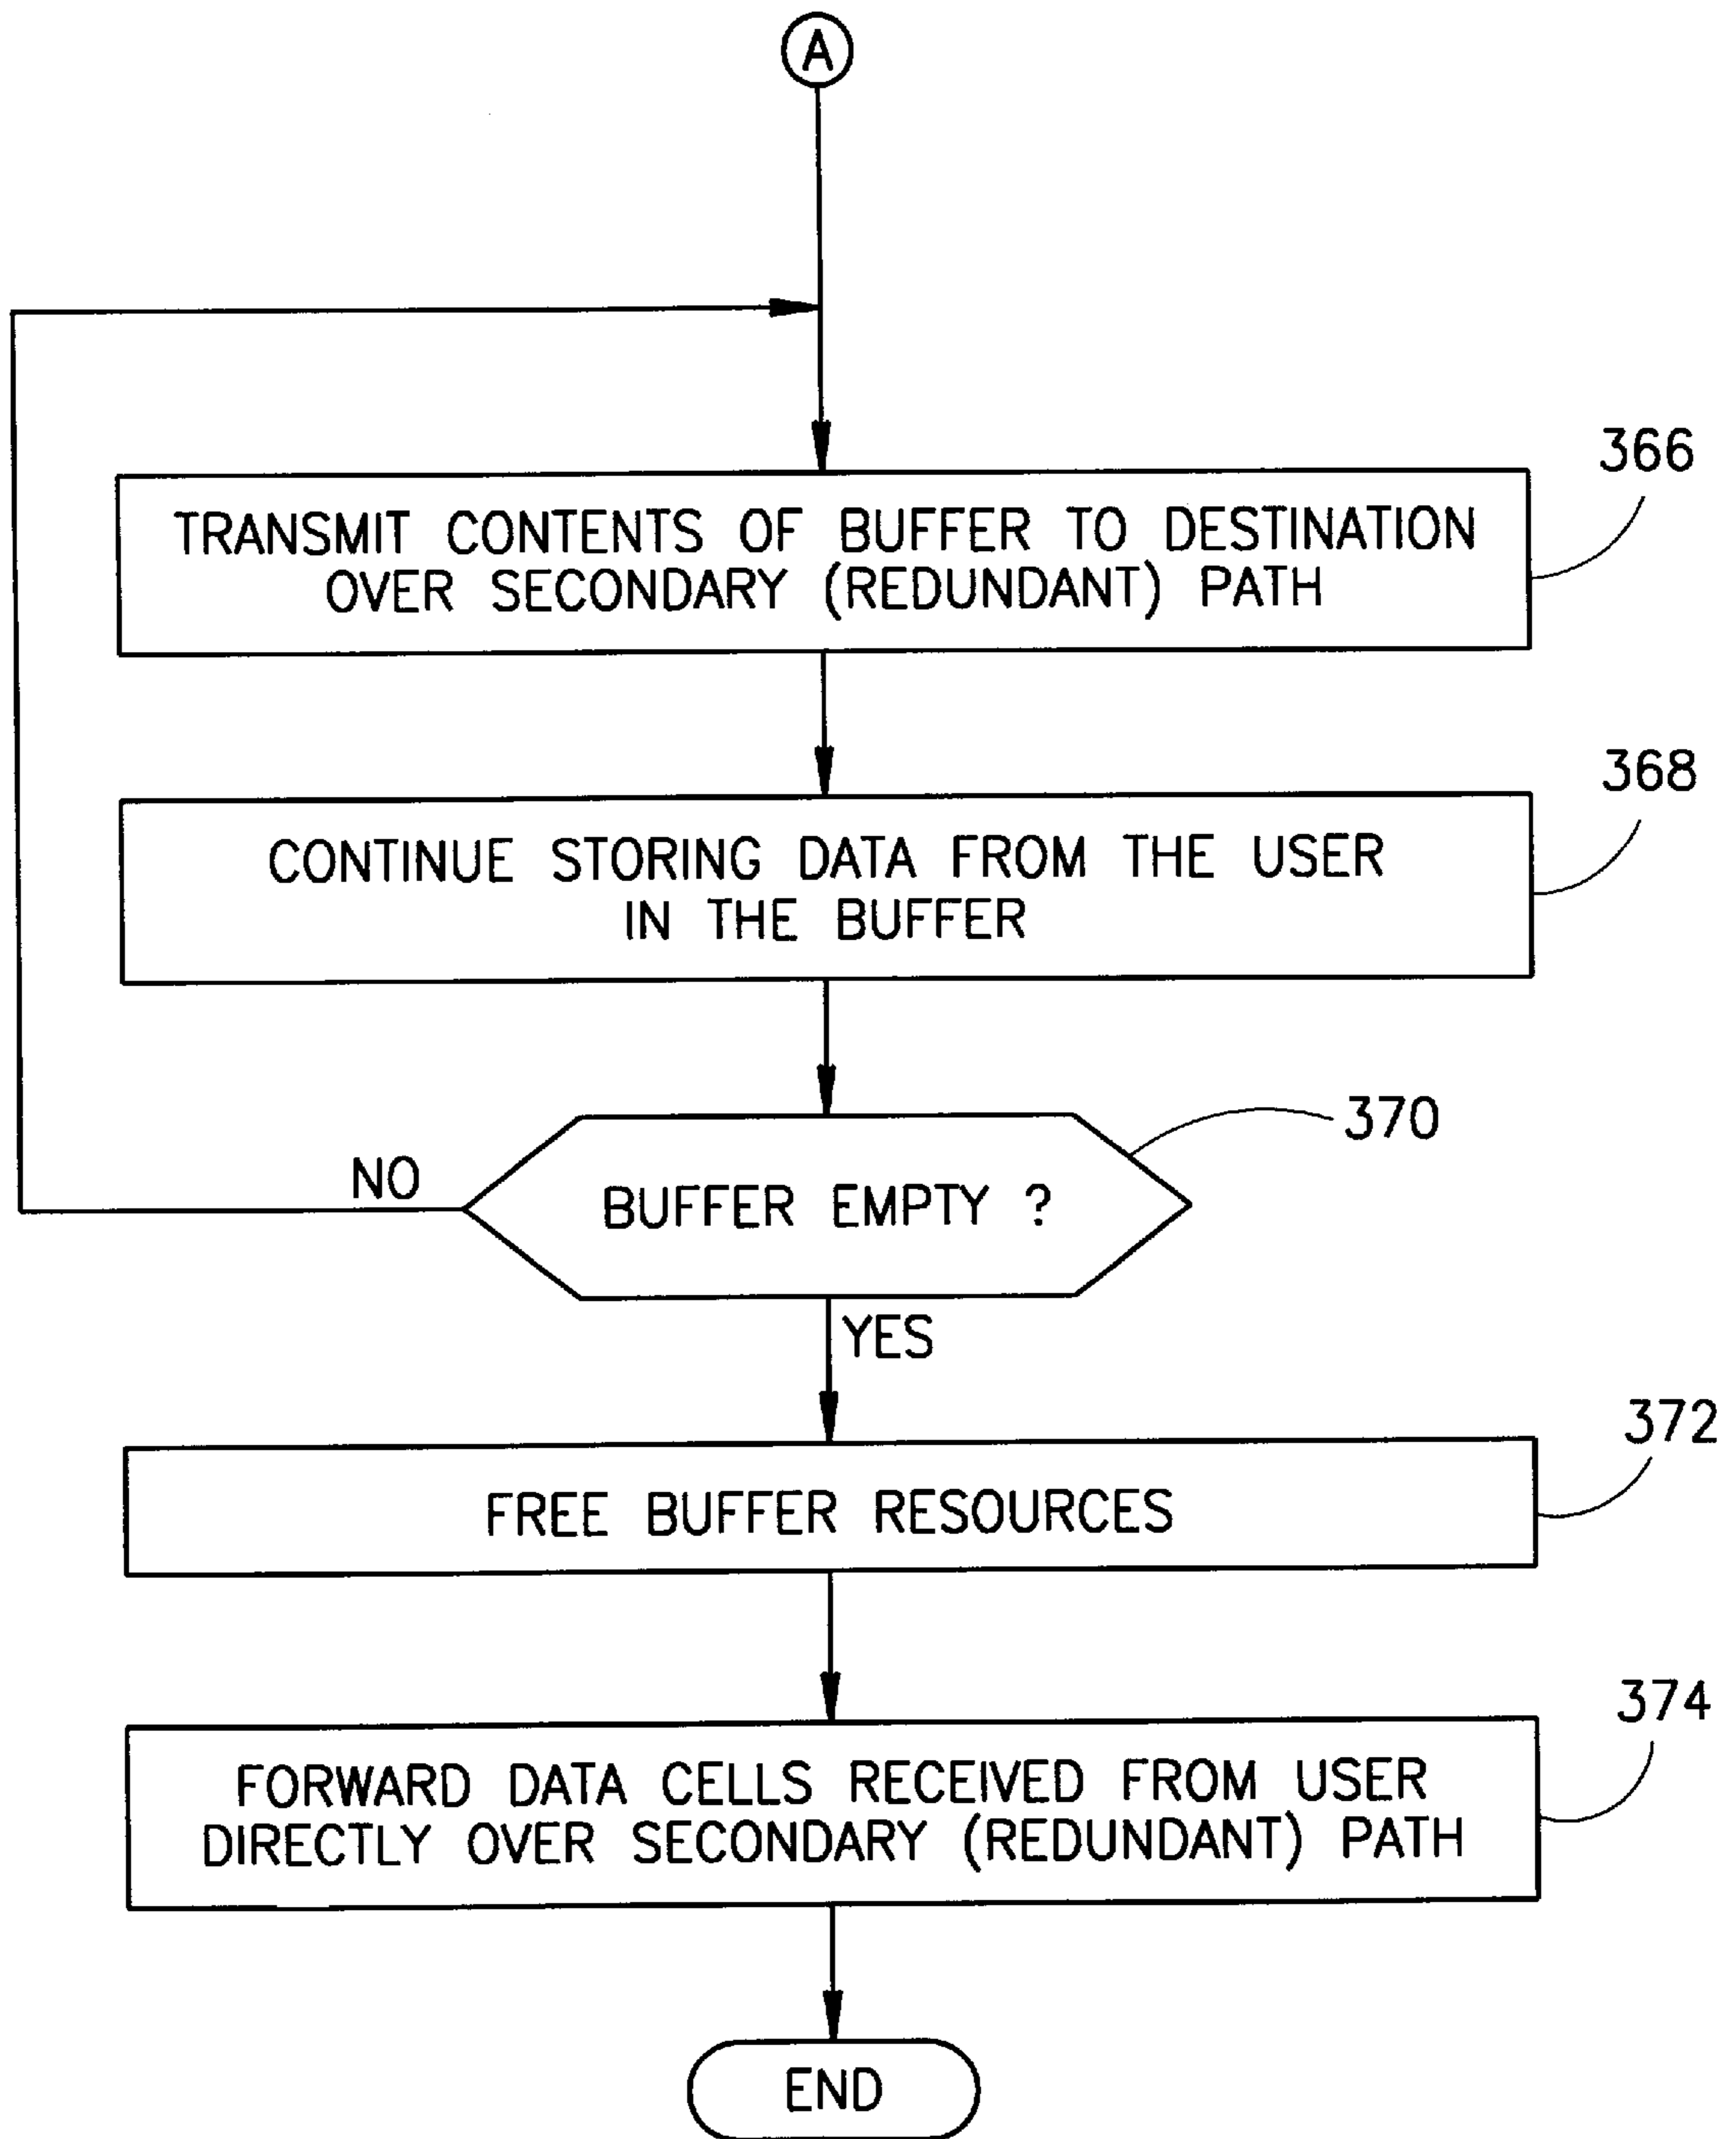 A
366
TRANSMIT CONTENTS OF BUFFER TO DESTINATION
OVER SECONDARY (REDUNDANT) PATH
368
CONTINUE STORING DATA FROM THE USER
IN THE BUFFER
370
NO
BUFFER EMPTY ?
YES
372
FREE BUFFER RESOURCES
374
FORWARD DATA CELLS RECEIVED FROM USER
DIRECTLY OVER SECONDARY (REDUNDANT) PATH
END